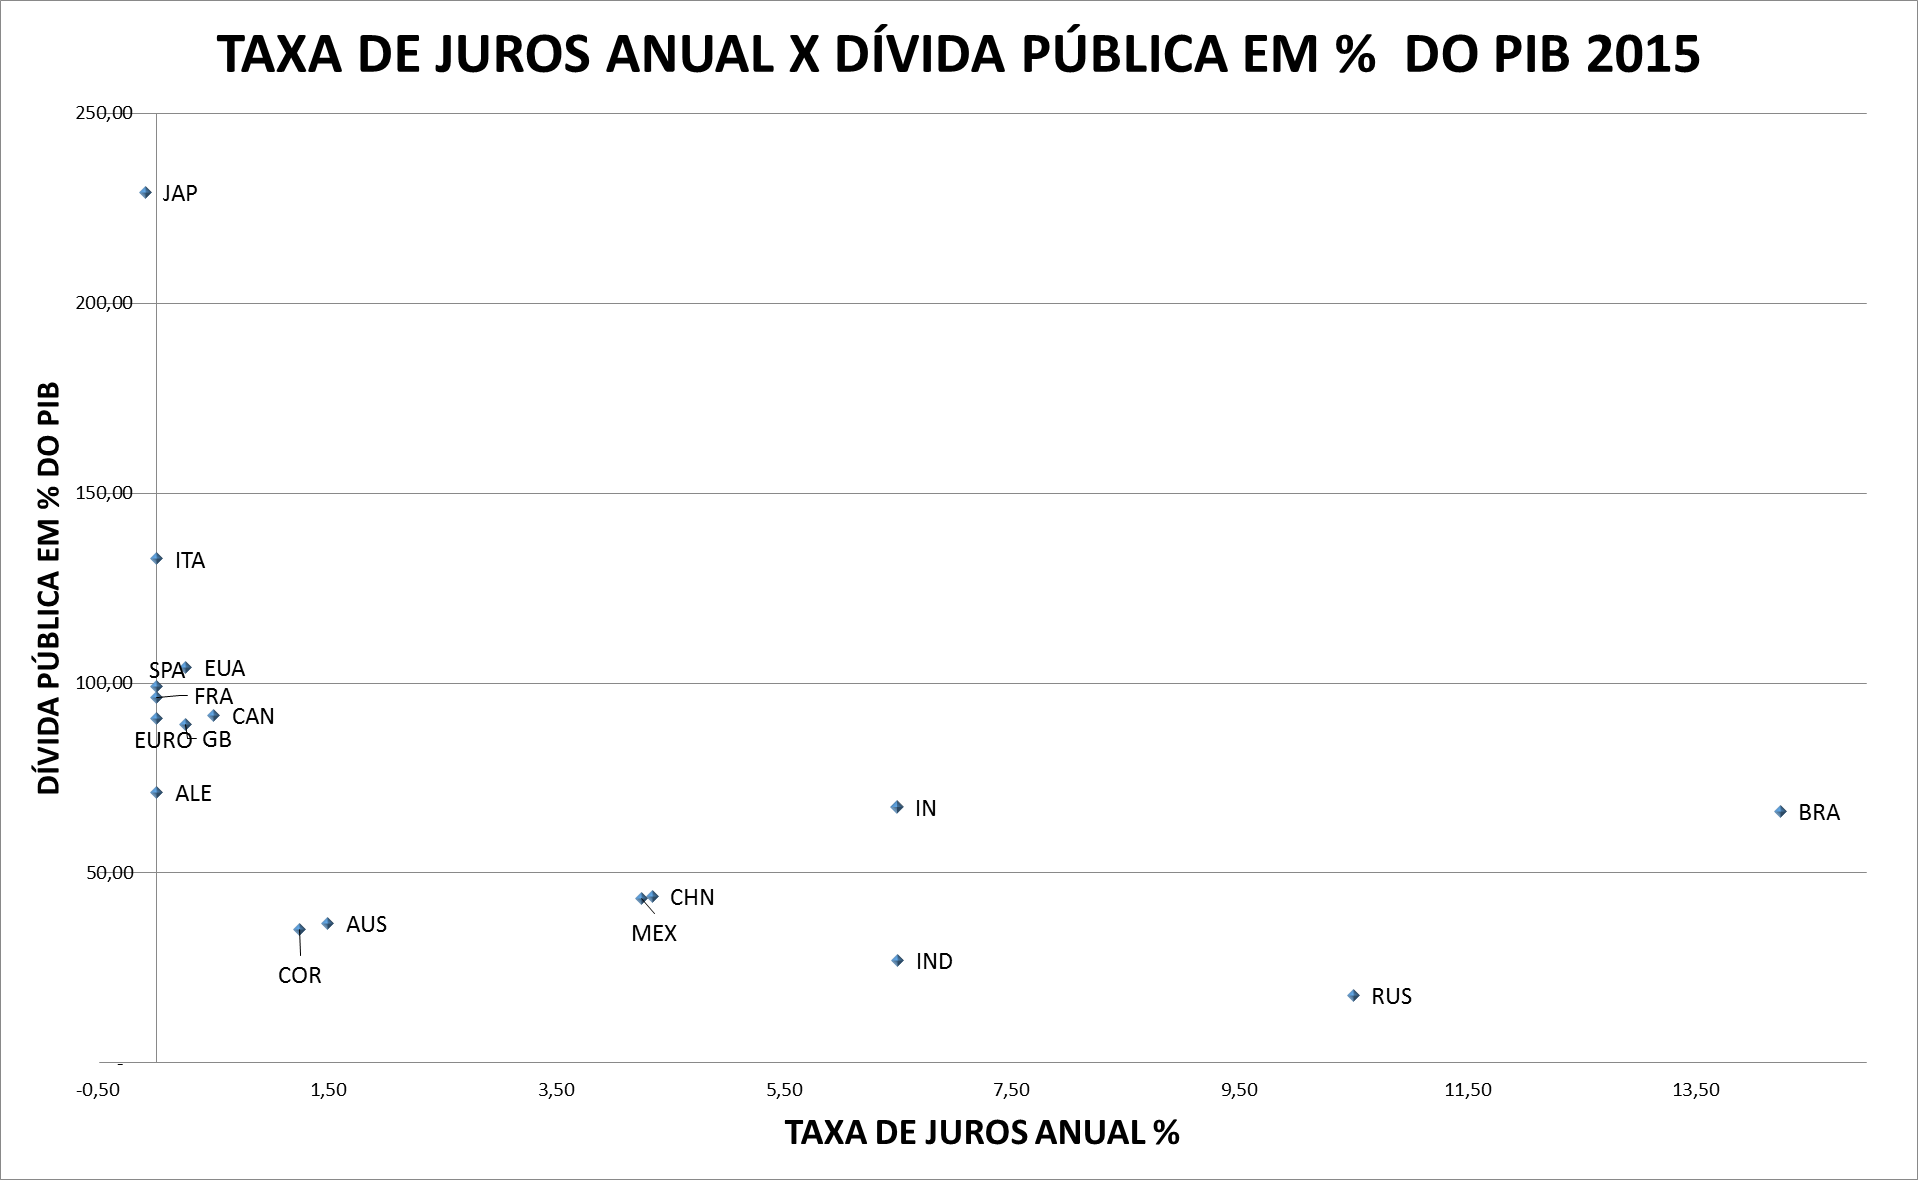 TAXA DE JUROS ANUAL X DÍVIDA PÚBLICA EM %  DO PIB 2015
250,00
JAP
200,00
DÍVIDA PÚBLICA EM % DO PIB
150,00
ITA
SPA
EUA
100,00
FRA
CAN
EURO
GB
ALE
IN
BRA
50,00
CHN
AUS
MEX
IND
COR
RUS
-
-0,50 1,50 3,50 5,50 7,50 9,50 11,50 13,50
TAXA DE JUROS ANUAL %